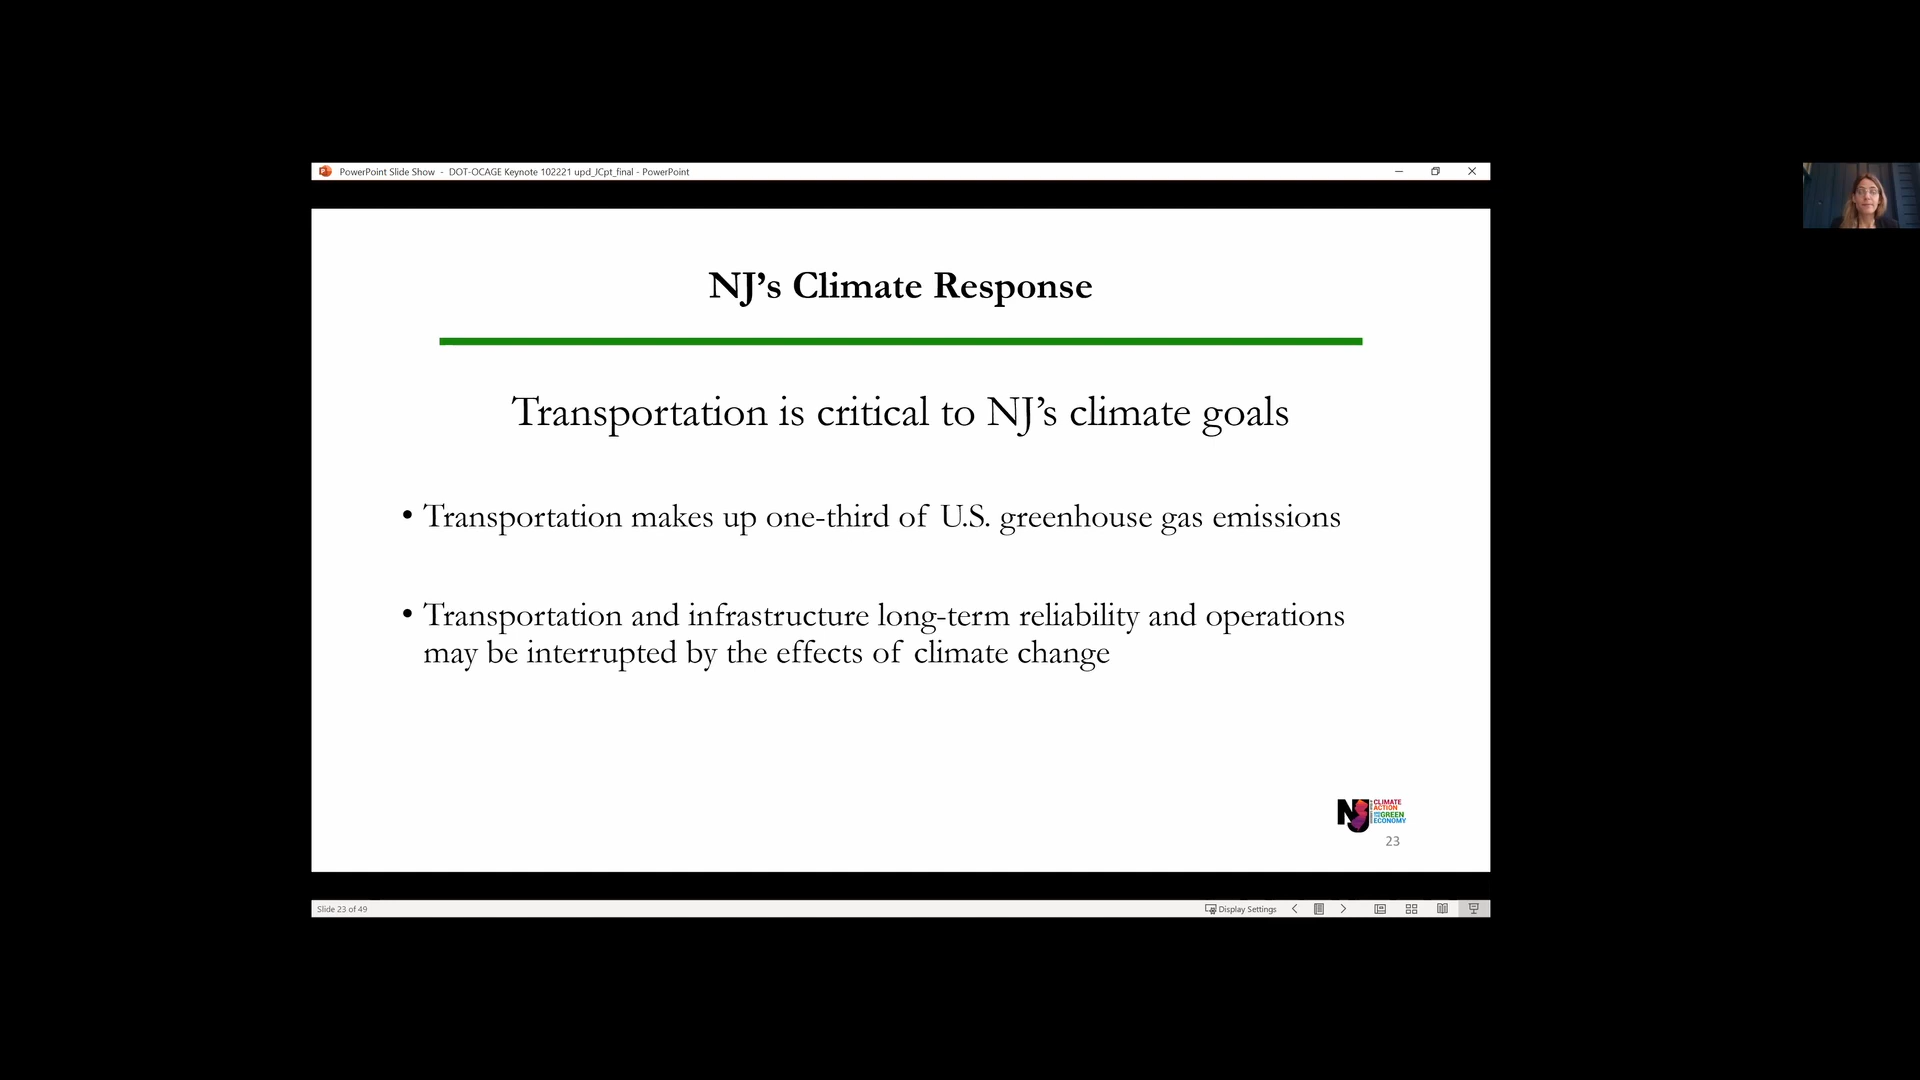 PowerPoint Slide Show - DOT-OCAGE Keynote 102221 upd_JCpt_final - PowerPoint
NJ's Climate Response
Transportation is critical to NJ's climate goals
• Transportation makes up one-third of U.S. greenhouse gas emissions
• Transportation and infrastructure long-term reliability and operations
may be interrupted by the effects of climate change
NJ
CLIMATE
ACTION
GREEN
ECONOMY
23
Slide 23 of 49
Display Settings